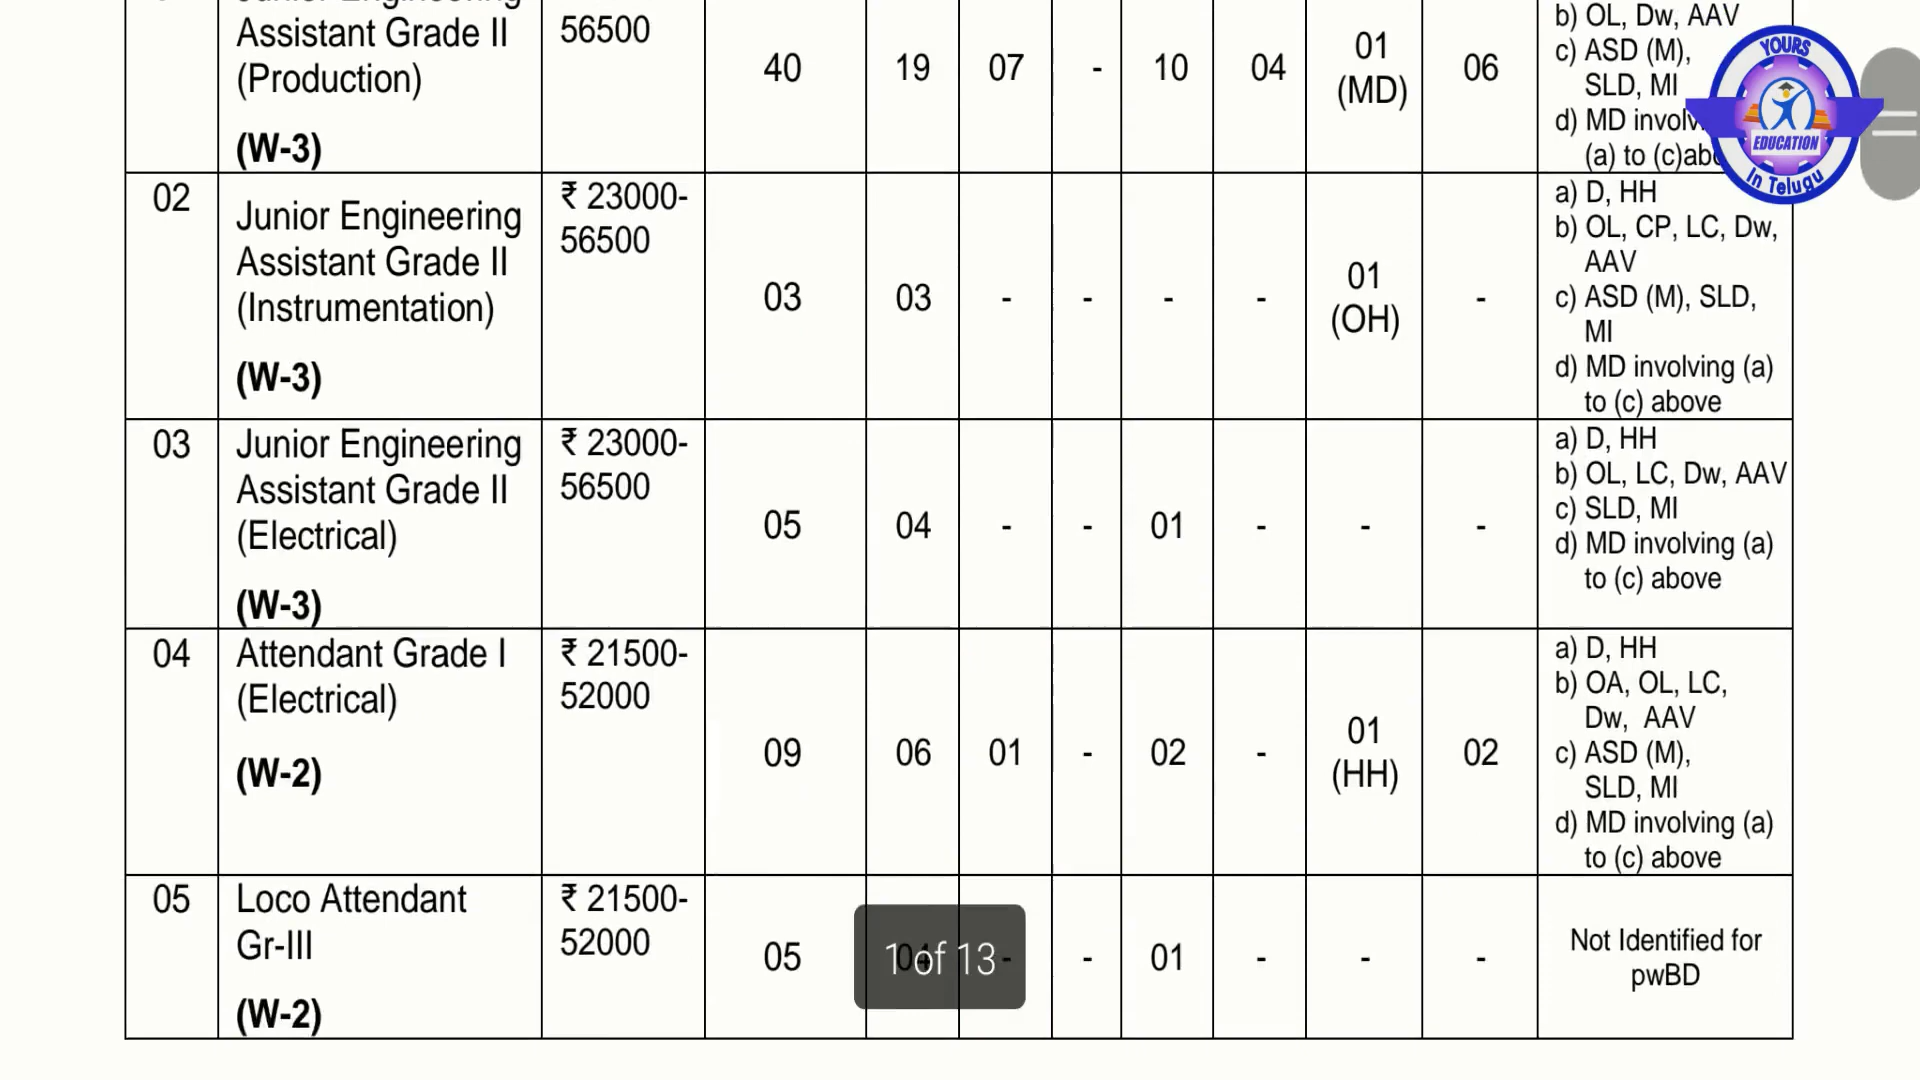 Junior Engineering
Assistant Grade II
(Production)
(W-3)
56500
40
19
07
-
10
04
01
(MD)
06
b) OL, Dw, AAV
c) ASD (M),
SLD, MI
d) MD
(a) to
YOURS
EDUCATION
In Telugu
02
Junior Engineering
Assistant Grade II
(Instrumentation)
(W-3)
₹ 23000-
56500
03
03
-
-
-
-
01
(OH)
-
a) D, HH
b) OL, CP, LC, Dw,
AAV
c) ASD (M), SLD,
MI
d) MD involving (a)
to (c) above
03
Junior Engineering
Assistant Grade II
(Electrical)
(W-3)
₹ 23000-
56500
05
04
-
-
01
-
-
-
a) D, HH
b) OL, LC, Dw, AAV
c) SLD, MI
d) MD involving (a)
to (c) above
04
Attendant Grade I
(Electrical)
(W-2)
₹ 21500-
52000
09
06
01
-
02
-
01
(HH)
02
a) D, HH
b) OA, OL, LC,
Dw, AAV
c) ASD (M),
SLD, MI
d) MD involving (a)
to (c) above
05
Loco Attendant
Gr-III
(W-2)
₹ 21500-
52000
05
04
-
-
01
-
-
-
Not Identified for
pwBD
1 of 13